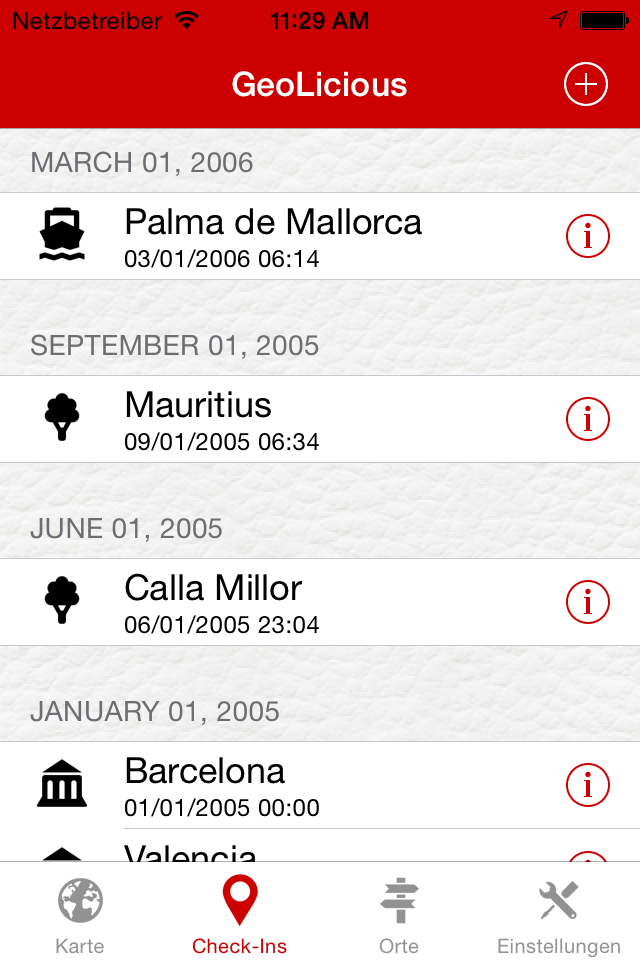 Netzbetreiber 11:29 AM
GeoLicious
MARCH 01, 2006
Palma de Mallorca
03/01/2006 06:14
SEPTEMBER 01, 2005
Mauritius
09/01/2005 06:34
JUNE 01, 2005
Calla Millor
06/01/2005 23:04
JANUARY 01, 2005
Barcelona
01/01/2005 00:00
Valencia
Karte Check-Ins Orte Einstellungen